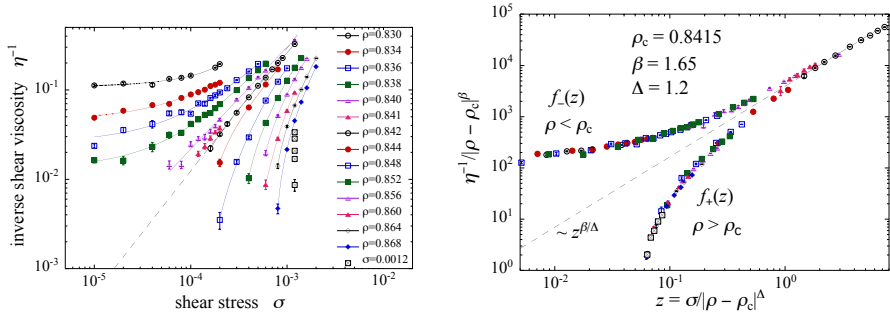 inverse shear viscosity η⁻¹
10⁻¹
10⁻²
10⁻³
10⁻⁵
10⁻⁴
10⁻³
10⁻²
shear stress σ
ρ=0.830
ρ=0.834
ρ=0.836
ρ=0.838
ρ=0.840
ρ=0.841
ρ=0.842
ρ=0.844
ρ=0.848
ρ=0.852
ρ=0.856
ρ=0.860
ρ=0.864
ρ=0.868
σ=0.0012
η⁻¹/|ρ − ρc|^β
10⁵
10⁴
10³
10²
10¹
10⁰
ρc = 0.8415
β = 1.65
Δ = 1.2
f₋(z)
ρ < ρc
f₊(z)
ρ > ρc
~ z^β/Δ
10⁻²
10⁻¹
10⁰
z = σ/|ρ − ρc|^Δ